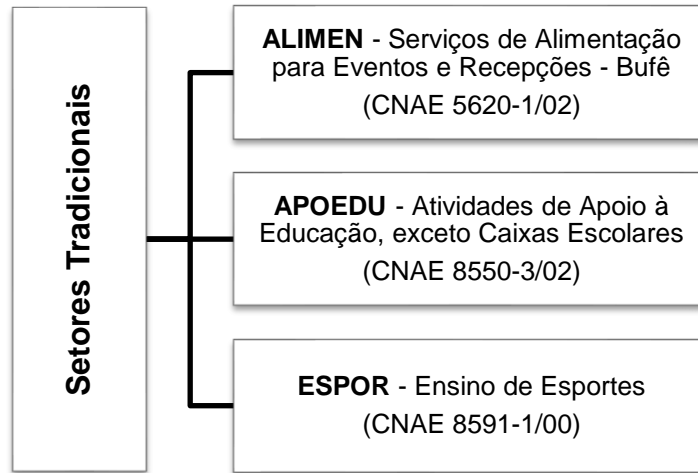 Setores Tradicionais
ALIMEN - Serviços de Alimentação
para Eventos e Recepções - Bufê
(CNAE 5620-1/02)
APOEDU - Atividades de Apoio à
Educação, exceto Caixas Escolares
(CNAE 8550-3/02)
ESPOR - Ensino de Esportes
(CNAE 8591-1/00)